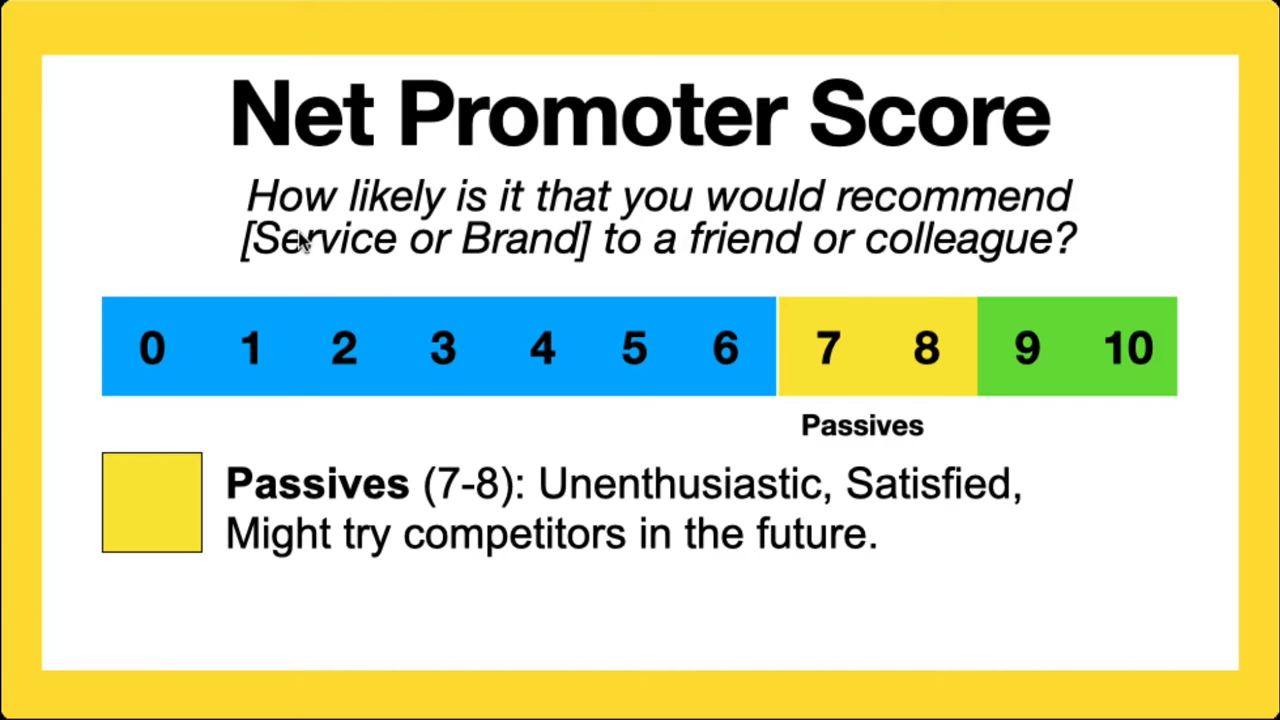 Net Promoter Score
How likely is it that you would recommend
[Service or Brand] to a friend or colleague?
0 1 2 3 4 5 6 7 8 9 10
Passives
Passives (7-8): Unenthusiastic, Satisfied,
Might try competitors in the future.